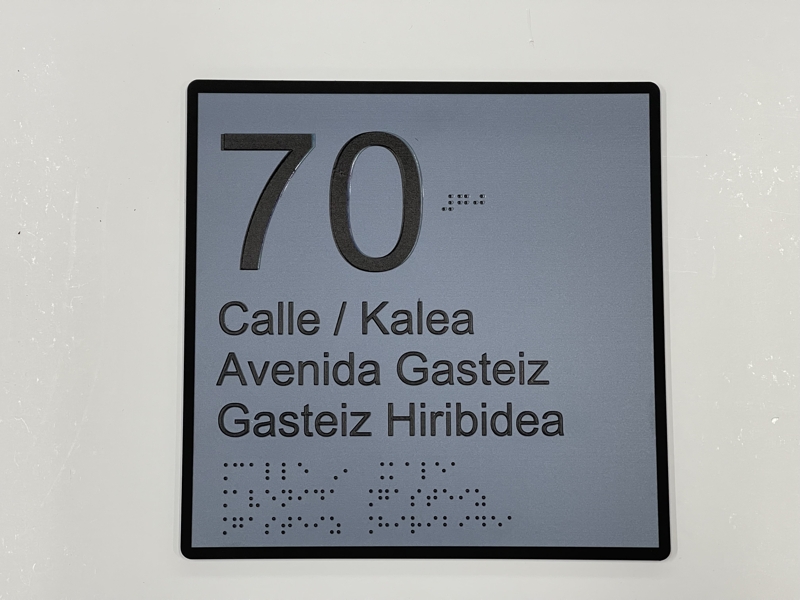 70
Calle / Kalea
Avenida Gasteiz
Gasteiz Hiribidea